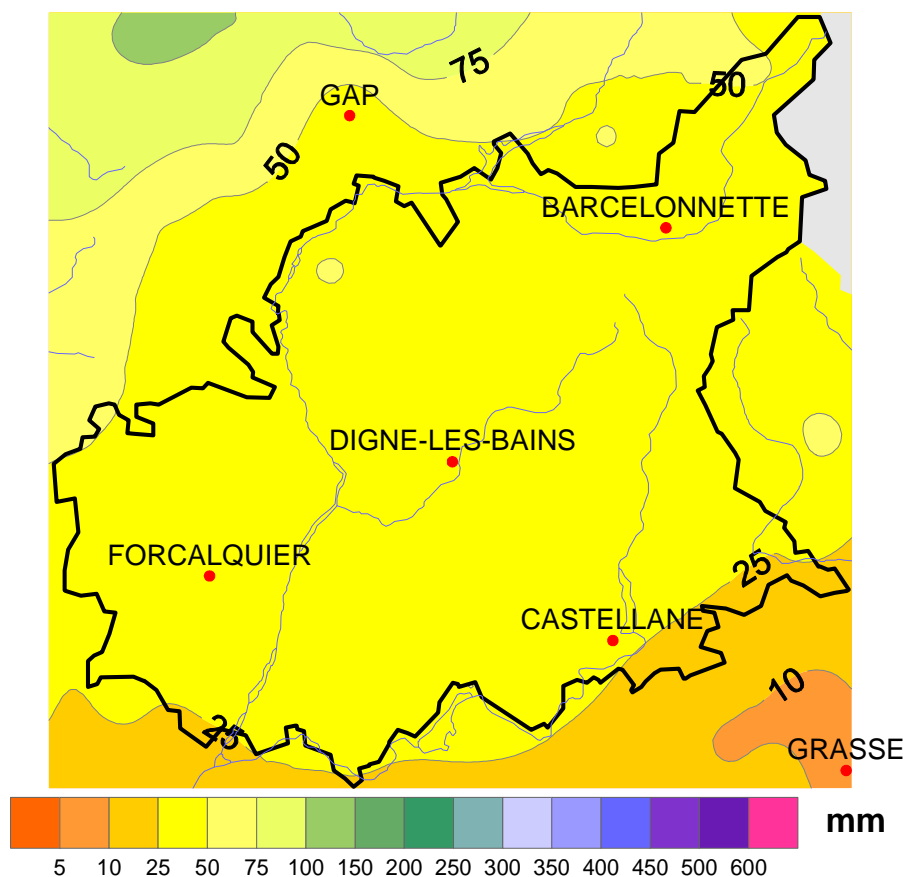 75
50
GAP
50
BARCELONNETTE
DIGNE-LES-BAINS
FORCALQUIER
25
CASTELLANE
10
25
GRASSE
mm
5 10 25 50 75 100 150 200 250 300 350 400 450 500 600